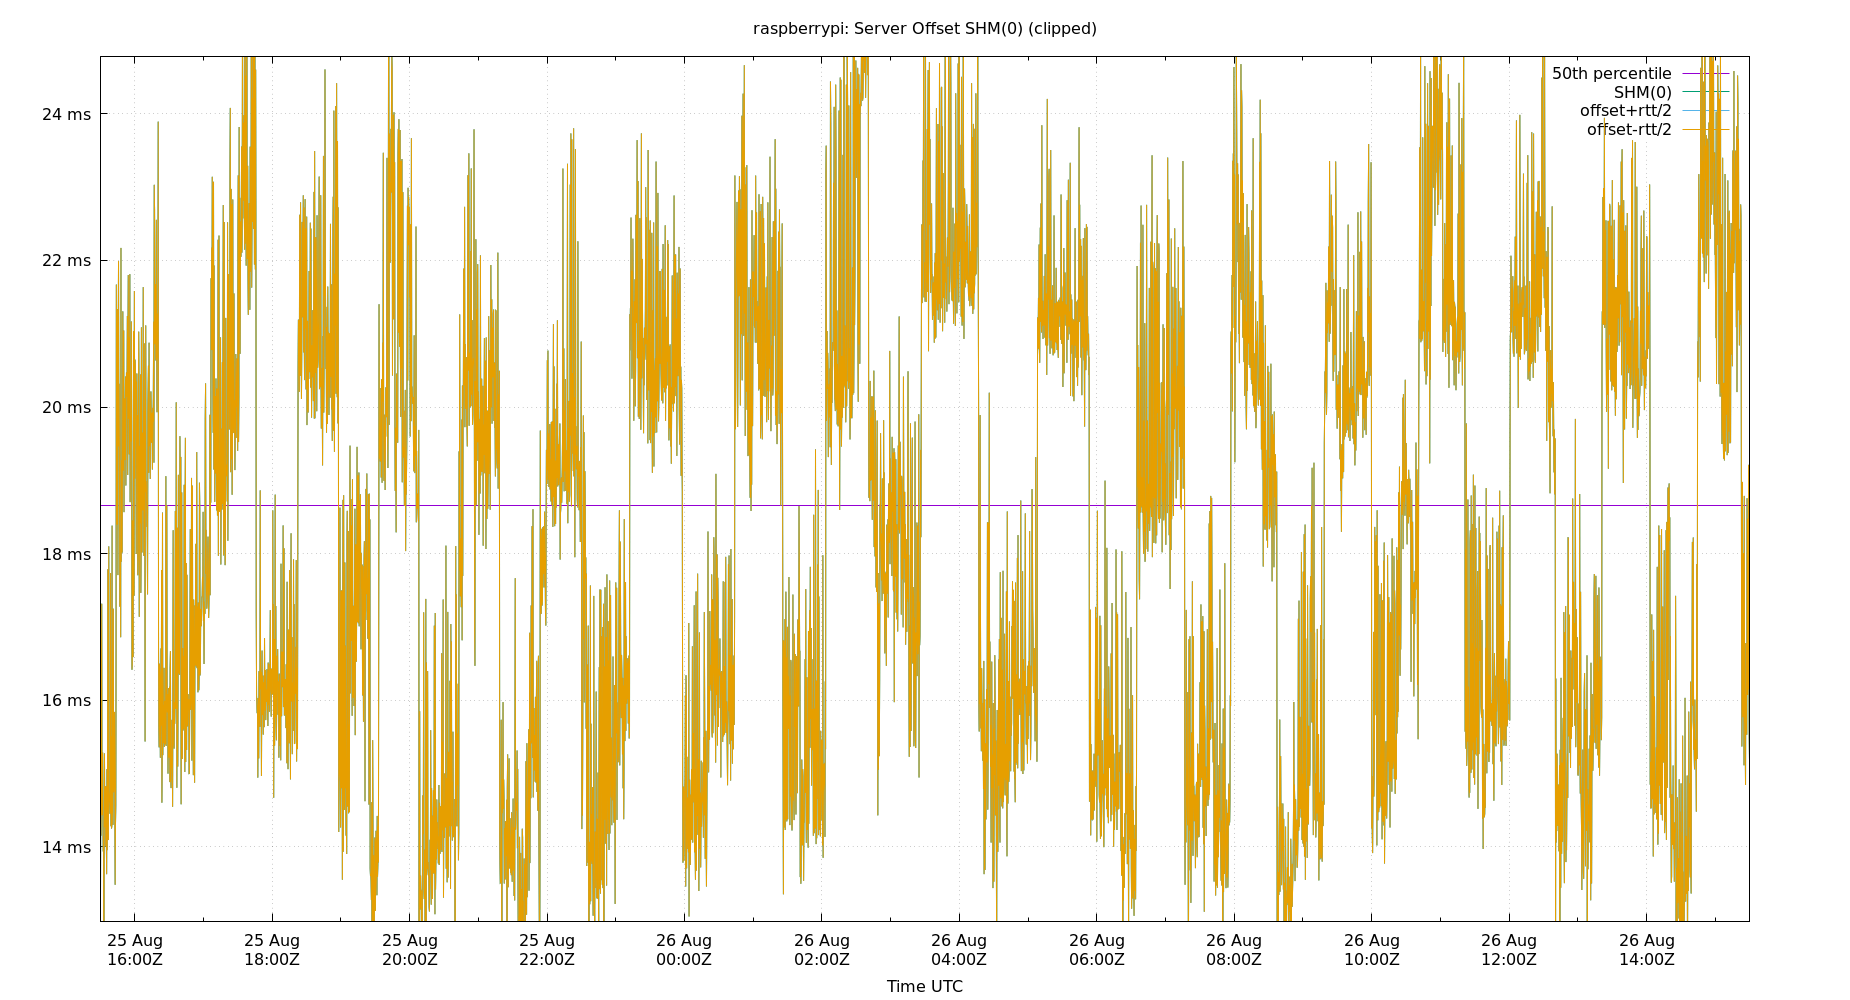 raspberrypi: Server Offset SHM(0) (clipped)
50th percentile
SHM(0)
offset+rtt/2
offset-rtt/2
24 ms
22 ms
20 ms
18 ms
16 ms
14 ms
25 Aug 25 Aug 25 Aug 25 Aug 26 Aug 26 Aug 26 Aug 26 Aug 26 Aug 26 Aug 26 Aug 26 Aug
16:00Z 18:00Z 20:00Z 22:00Z 00:00Z 02:00Z 04:00Z 06:00Z 08:00Z 10:00Z 12:00Z 14:00Z
Time UTC